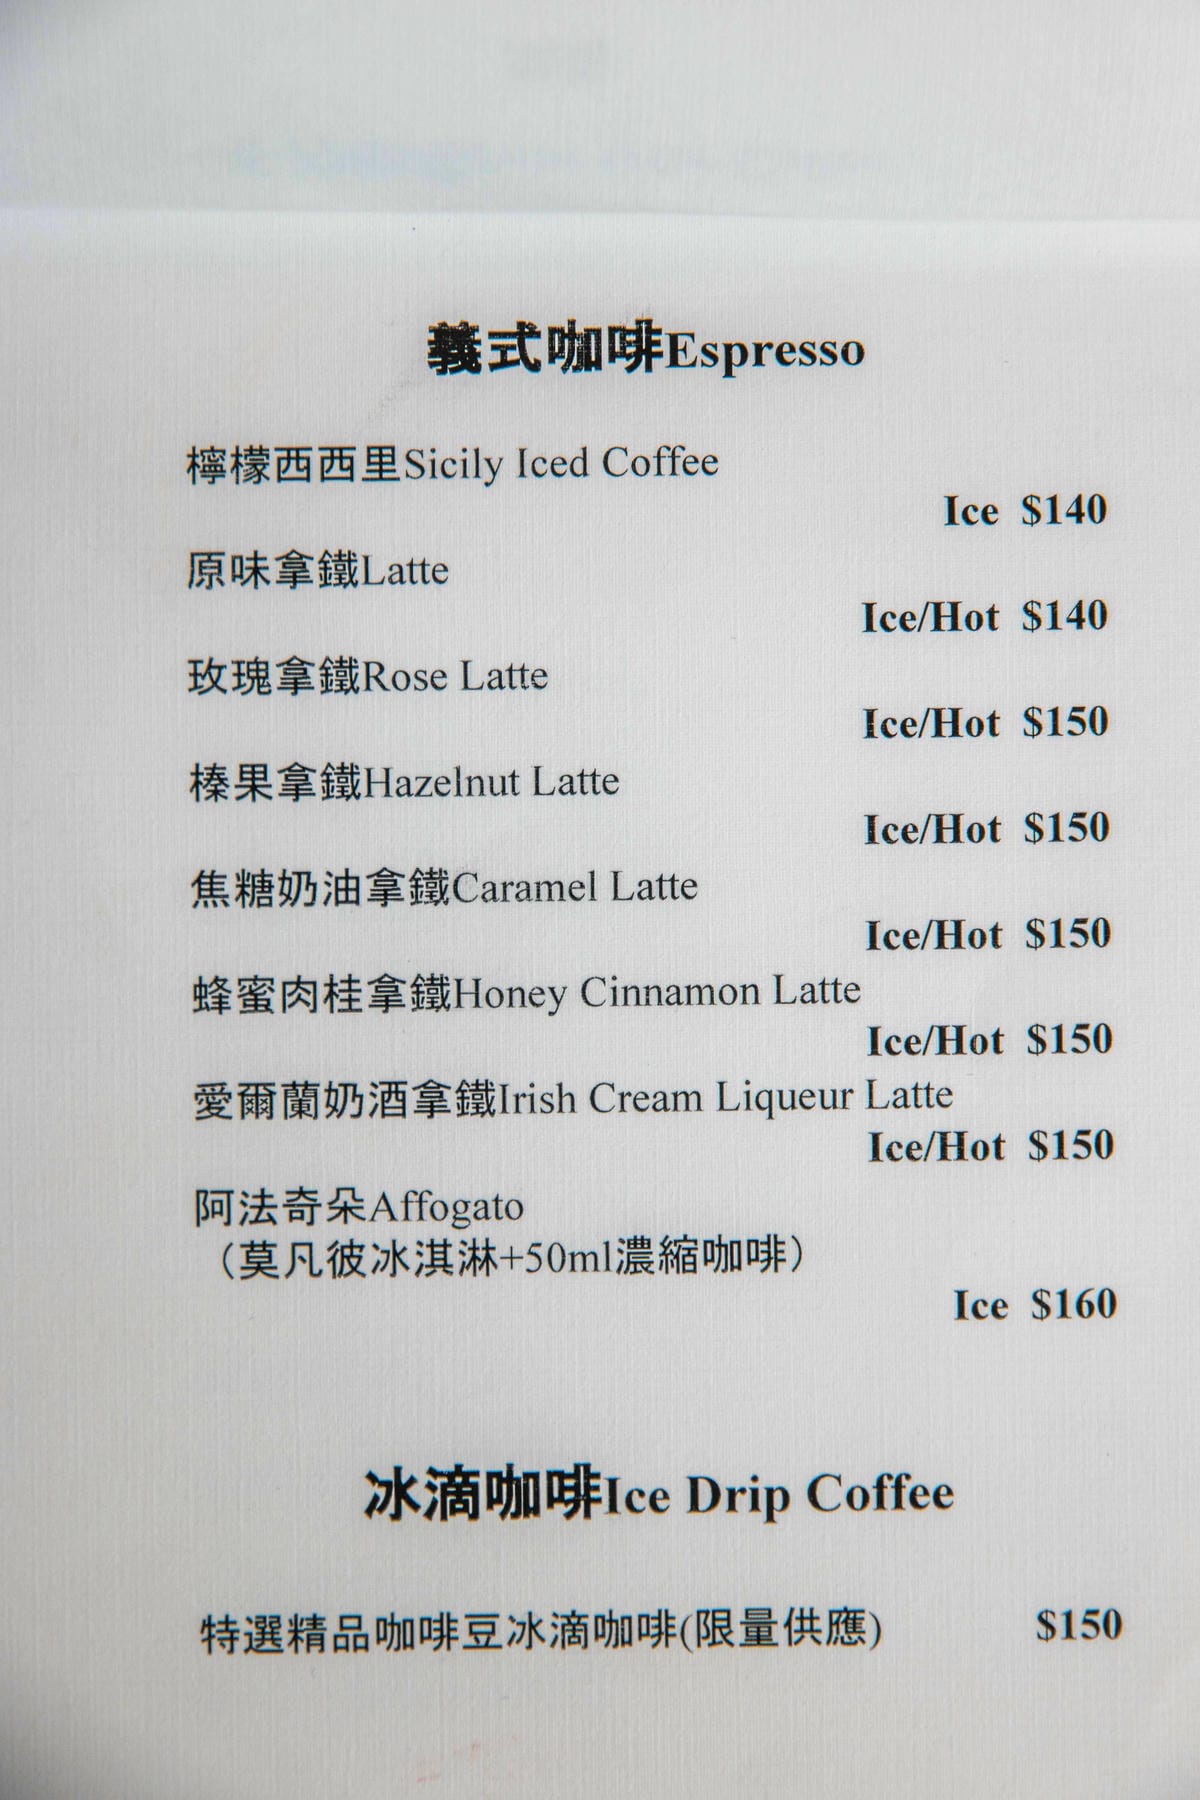 義式咖啡Espresso
檸檬西西里Sicily Iced Coffee
Ice $140
原味拿鐵Latte
Ice/Hot $140
玫瑰拿鐵Rose Latte
Ice/Hot $150
榛果拿鐵Hazelnut Latte
Ice/Hot $150
焦糖奶油拿鐵Caramel Latte
Ice/Hot $150
蜂蜜肉桂拿鐵Honey Cinnamon Latte
Ice/Hot $150
愛爾蘭奶酒拿鐵Irish Cream Liqueur Latte
Ice/Hot $150
阿法奇朵Affogato
（莫凡彼冰淇淋+50ml濃縮咖啡）
Ice $160
冰滴咖啡Ice Drip Coffee
特選精品咖啡豆冰滴咖啡(限量供應) $150